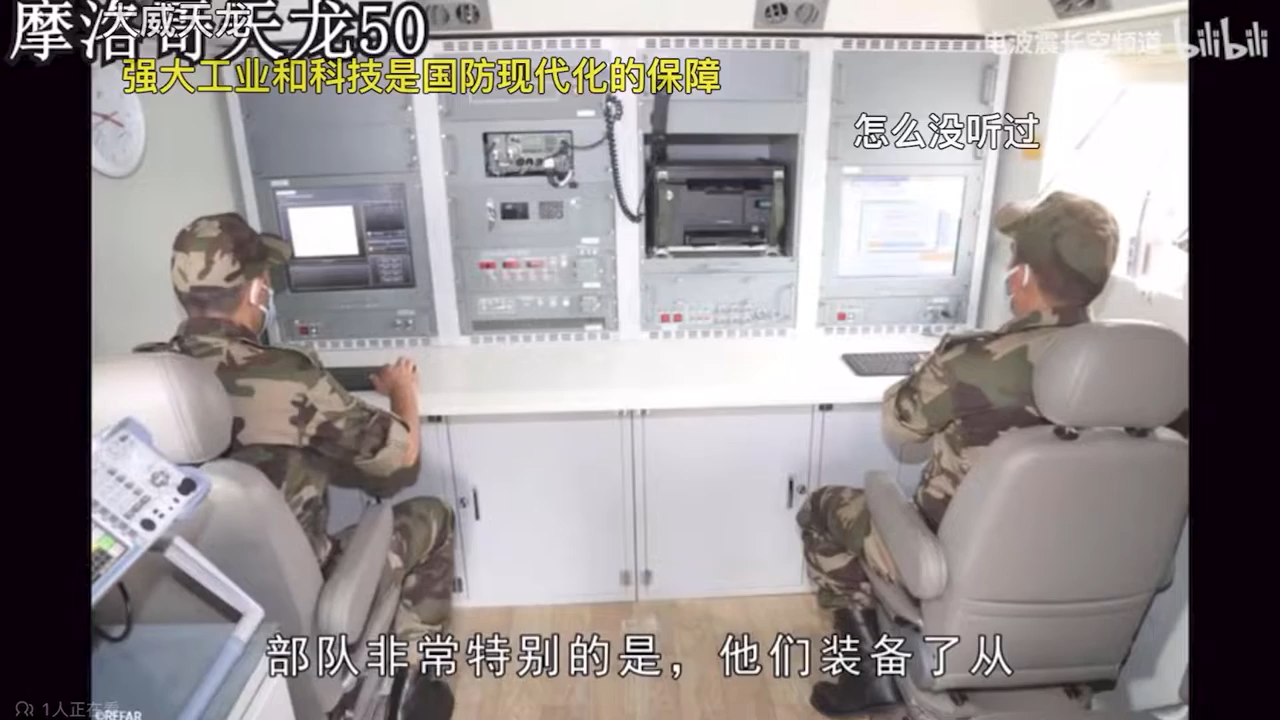 摩洛哥天龙50
大威天龙
电波震长空频道 bilibili
强大工业和科技是国防现代化的保障
怎么没听过
部队非常特别的是，他们装备了从
1人正在看
©REFAR